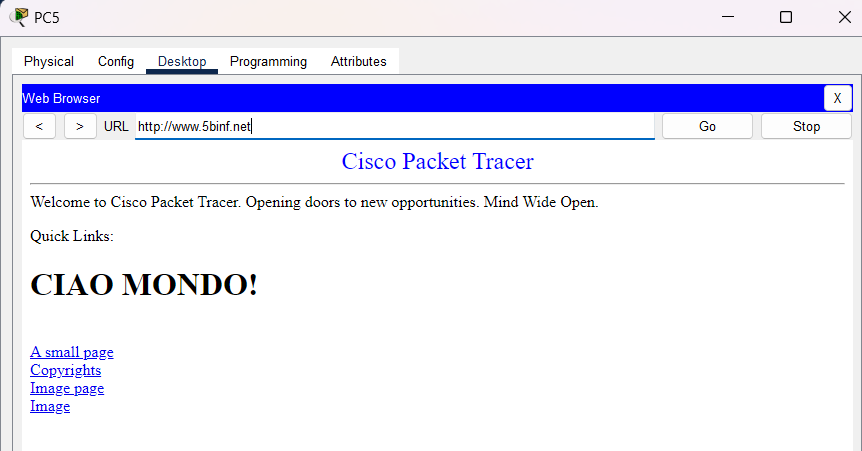 PC5
Physical Config Desktop Programming Attributes
Web Browser X
< > URL http://www.5binf.net Go Stop
Cisco Packet Tracer
Welcome to Cisco Packet Tracer. Opening doors to new opportunities. Mind Wide Open.
Quick Links:
CIAO MONDO!
A small page
Copyrights
Image page
Image